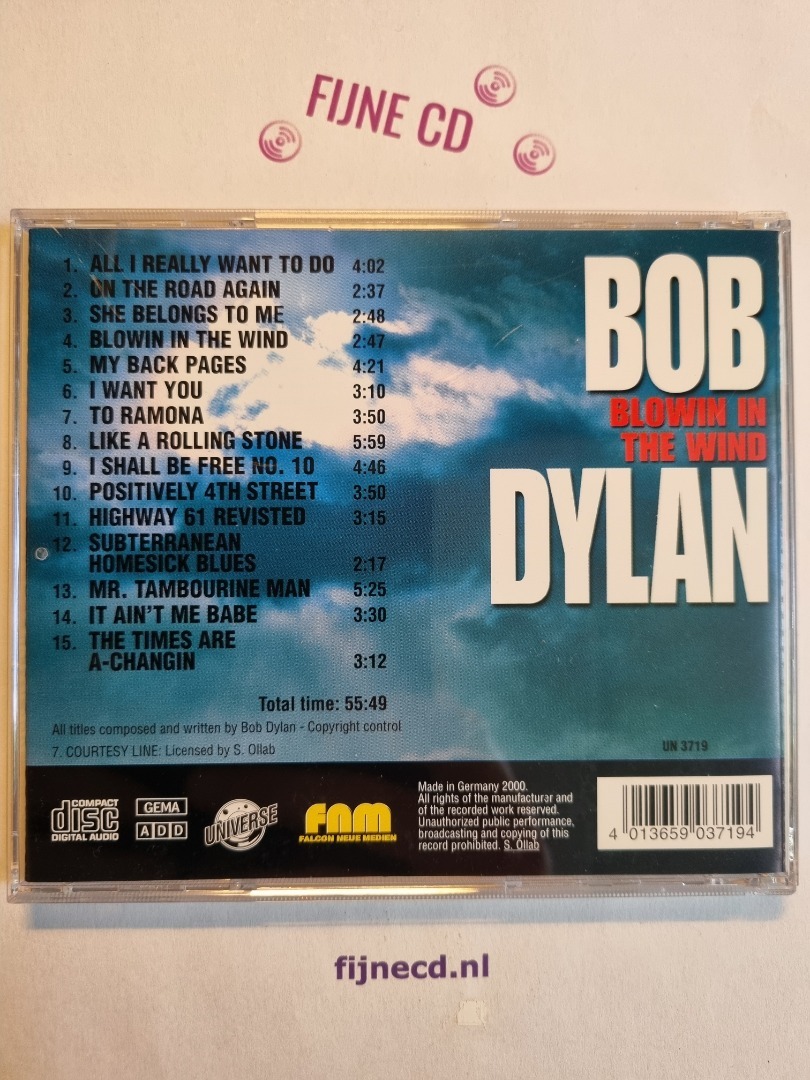 FIJNE CD
1. ALL I REALLY WANT TO DO 4:02
2. ON THE ROAD AGAIN 2:37
3. SHE BELONGS TO ME 2:48
4. BLOWIN IN THE WIND 2:47
5. MY BACK PAGES 4:21
6. I WANT YOU 3:10
7. TO RAMONA 3:50
8. LIKE A ROLLING STONE 5:59
9. I SHALL BE FREE NO. 10 4:46
10. POSITIVELY 4TH STREET 3:50
11. HIGHWAY 61 REVISTED 3:15
12. SUBTERRANEAN
HOMESICK BLUES 2:17
13. MR. TAMBOURINE MAN 5:25
14. IT AIN'T ME BABE 3:30
15. THE TIMES ARE
A-CHANGIN 3:12
Total time: 55:49
All titles composed and written by Bob Dylan - Copyright control
7. COURTESY LINE: Licensed by S. Ollab
BOB
BLOWIN IN
THE WIND
DYLAN
UN 3719
COMPACT
disc
DIGITAL AUDIO
GEMA
ADD
UNIVERSE
FNM
FALCON NEUE MEDIEN
Made in Germany 2000.
All rights of the manufacturer and
of the recorded work reserved.
Unauthorized public performance,
broadcasting and copying of this
record prohibited. S. Ollab
4 013659 037194
fijnecd.nl